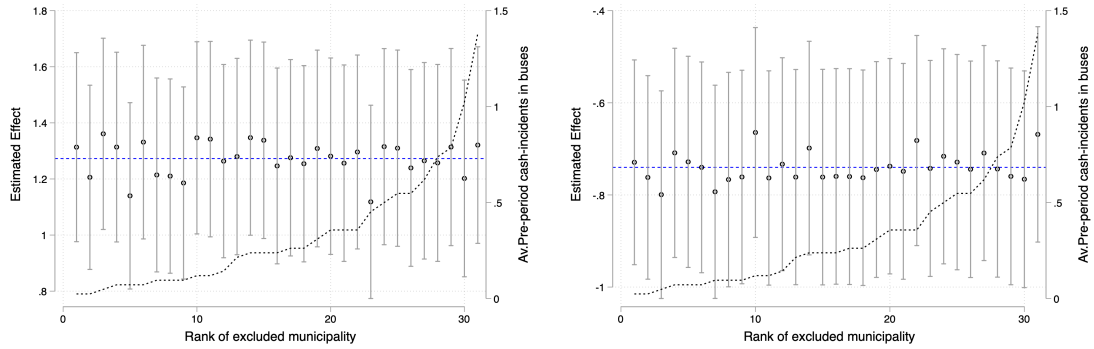 1.8
1.6
1.4
1.2
1
.8
Estimated Effect
1.5
1
.5
0
Av.Pre-period cash-incidents in buses
0 10 20 30
Rank of excluded municipality
-.4
-.6
-.8
-1
Estimated Effect
1.5
1
.5
0
Av.Pre-period cash-incidents in buses
0 10 20 30
Rank of excluded municipality